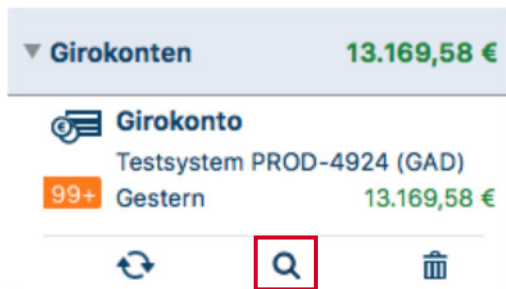 Girokonten 13.169,58 €
Girokonto
Testsystem PROD-4924 (GAD)
99+ Gestern 13.169,58 €